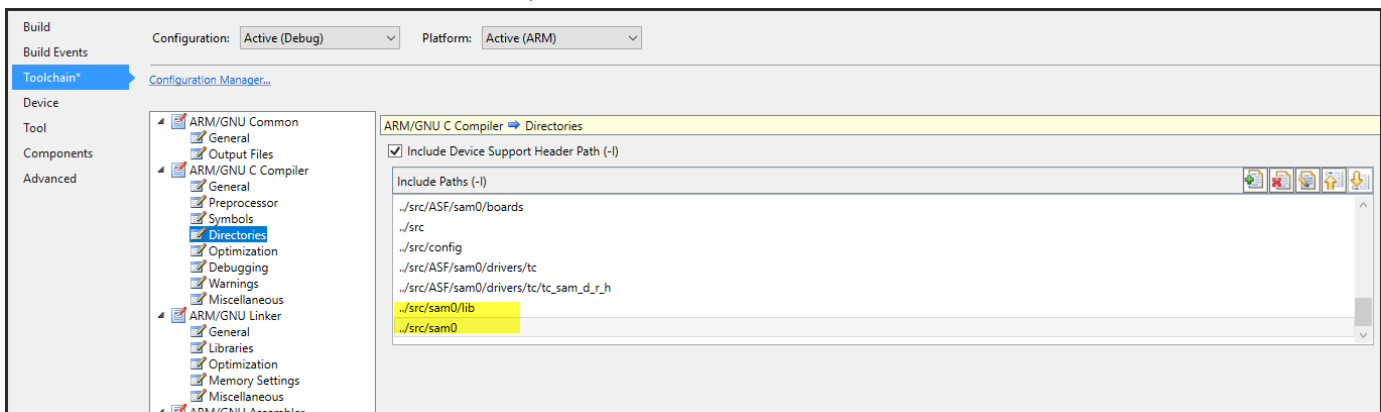 Build
Build Events
Toolchain*
Device
Tool
Components
Advanced
Configuration: Active (Debug) Platform: Active (ARM)
Configuration Manager...
ARM/GNU Common
General
Output Files
ARM/GNU C Compiler
General
Preprocessor
Symbols
Directories
Optimization
Debugging
Warnings
Miscellaneous
ARM/GNU Linker
General
Libraries
Optimization
Memory Settings
Miscellaneous
ARM/GNU Assembler
ARM/GNU C Compiler ➡ Directories
Include Device Support Header Path (-I)
Include Paths (-I)
../src/ASF/sam0/boards
../src
../src/config
../src/ASF/sam0/drivers/tc
../src/ASF/sam0/drivers/tc/tc_sam_d_r_h
../src/sam0/lib
../src/sam0